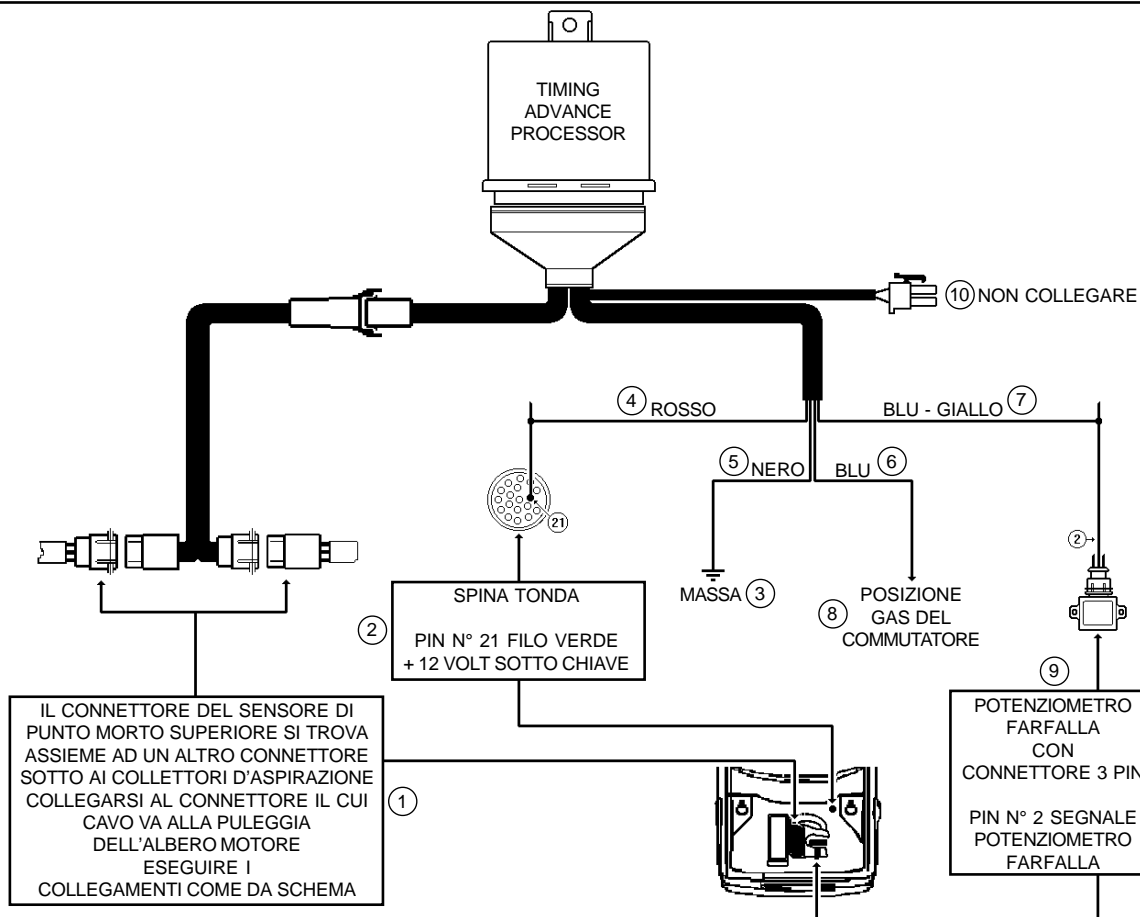 TIMING
ADVANCE
PROCESSOR
10 NON COLLEGARE
4 ROSSO
BLU - GIALLO 7
5 NERO
BLU 6
21
2
MASSA 3
8 POSIZIONE
GAS DEL
COMMUTATORE
2
SPINA TONDA
PIN N° 21 FILO VERDE
+ 12 VOLT SOTTO CHIAVE
9
POTENZIOMETRO
FARFALLA
CON
CONNETTORE 3 PIN
PIN N° 2 SEGNALE
POTENZIOMETRO
FARFALLA
IL CONNETTORE DEL SENSORE DI
PUNTO MORTO SUPERIORE SI TROVA
ASSIEME AD UN ALTRO CONNETTORE
SOTTO AI COLLETTORI D'ASPIRAZIONE
COLLEGARSI AL CONNETTORE IL CUI
CAVO VA ALLA PULEGGIA
DELL'ALBERO MOTORE
ESEGUIRE I
COLLEGAMENTI COME DA SCHEMA
1